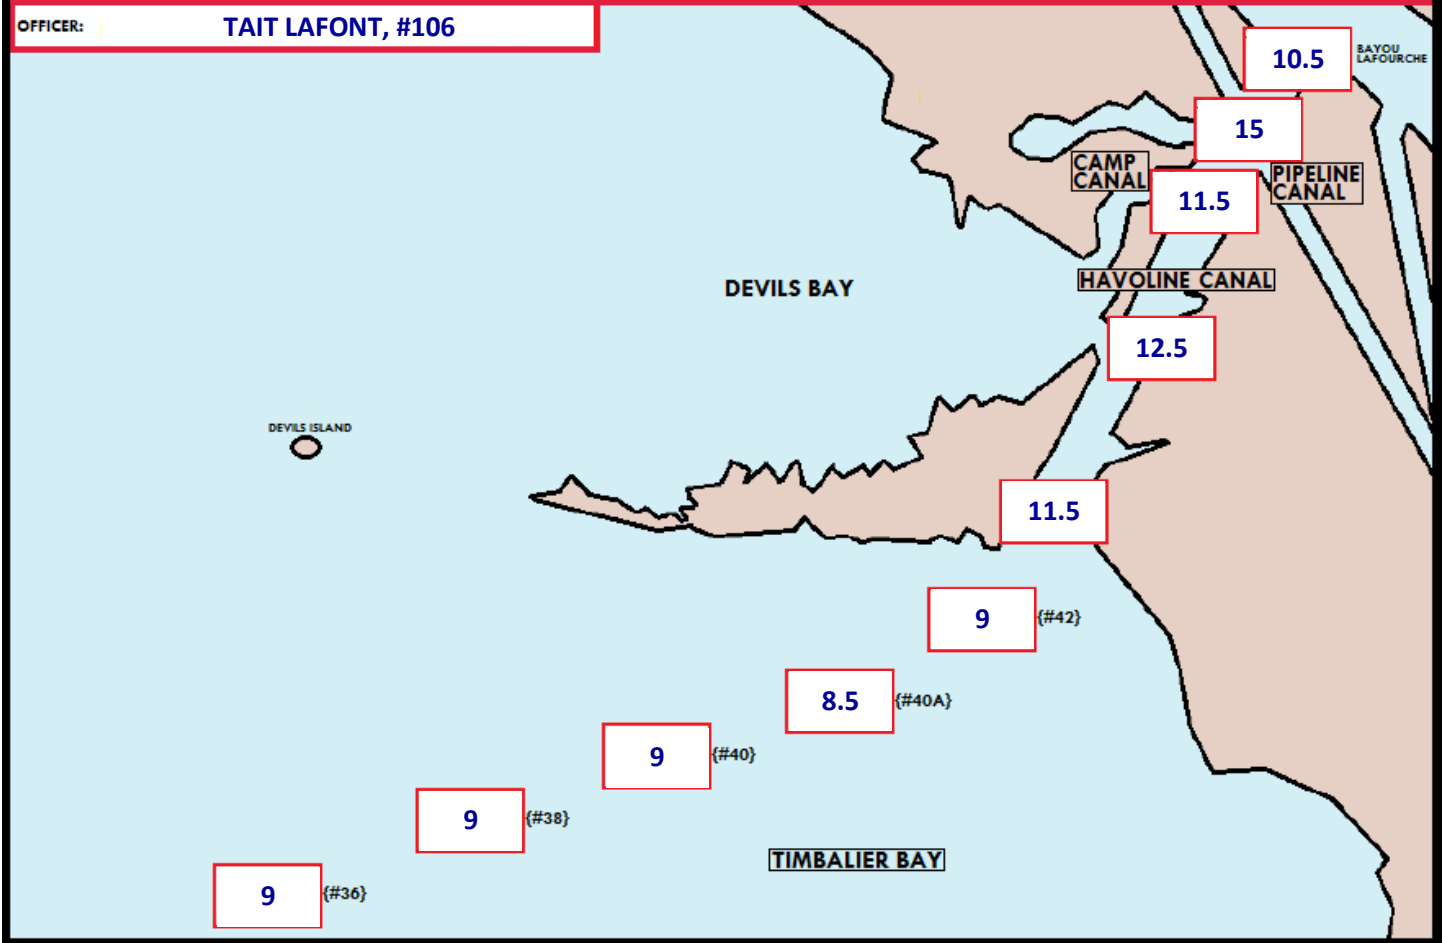 OFFICER: TAIT LAFONT, #106
10.5
BAYOU
LAFOURCHE
15
CAMP
CANAL
PIPELINE
CANAL
11.5
DEVILS BAY
HAVOLINE CANAL
12.5
DEVILS ISLAND
11.5
9 {#42}
8.5 {#40A}
9 {#40}
9 {#38}
TIMBALIER BAY
9 {#36}